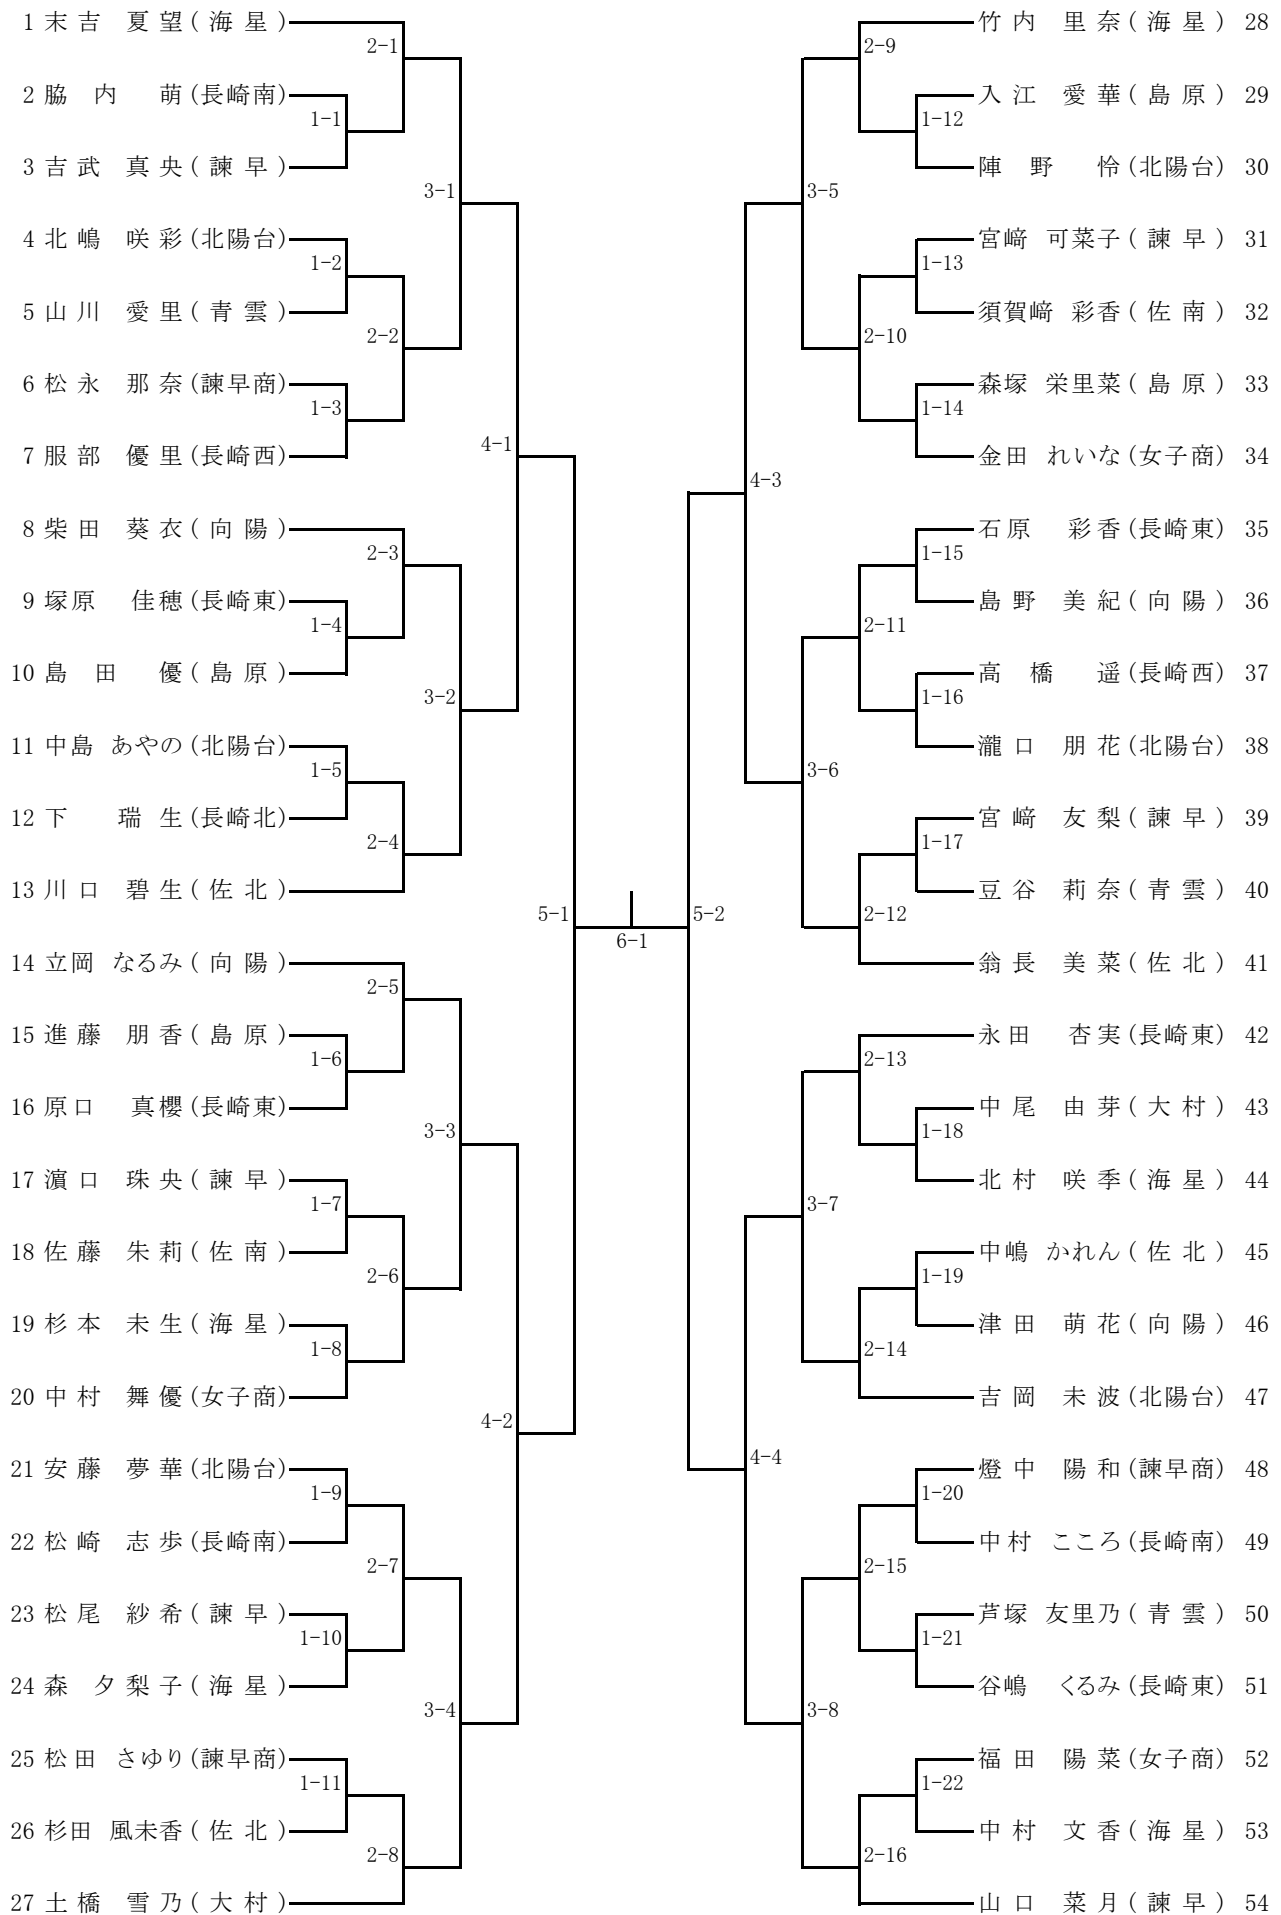 1 末吉 夏望(海星)
2-1
2 脇内 萌(長崎南)
1-1
3 吉武 真央(諫早)
3-1
4 北嶋 咲彩(北陽台)
1-2
5 山川 愛里(青雲)
2-2
6 松永 那奈(諫早商)
1-3
7 服部 優里(長崎西)
4-1
8 柴田 葵衣(向陽)
2-3
9 塚原 佳穂(長崎東)
1-4
10 島田 優(島原)
3-2
11 中島 あやの(北陽台)
1-5
12 下 瑞生(長崎北)
2-4
13 川口 碧生(佐北)
5-1
14 立岡 なるみ(向陽)
2-5
15 進藤 朋香(島原)
1-6
16 原口 真櫻(長崎東)
3-3
17 濵口 珠央(諫早)
1-7
18 佐藤 朱莉(佐南)
2-6
19 杉本 未生(海星)
1-8
20 中村 舞優(女子商)
4-2
21 安藤 夢華(北陽台)
1-9
22 松崎 志歩(長崎南)
2-7
23 松尾 紗希(諫早)
1-10
24 森 夕梨子(海星)
3-4
25 松田 さゆり(諫早商)
1-11
26 杉田 風未香(佐北)
2-8
27 土橋 雪乃(大村)
6-1
竹内 里奈(海星) 28
2-9
入江 愛華(島原) 29
1-12
陣野 怜(北陽台) 30
3-5
宮﨑 可菜子(諫早) 31
1-13
須賀﨑 彩香(佐南) 32
2-10
森塚 栄里菜(島原) 33
1-14
金田 れいな(女子商) 34
4-3
石原 彩香(長崎東) 35
1-15
島野 美紀(向陽) 36
2-11
高橋 遥(長崎西) 37
1-16
瀧口 朋花(北陽台) 38
3-6
宮﨑 友梨(諫早) 39
1-17
豆谷 莉奈(青雲) 40
2-12
5-2
翁長 美菜(佐北) 41
永田 杏実(長崎東) 42
2-13
中尾 由芽(大村) 43
1-18
北村 咲季(海星) 44
3-7
中嶋 かれん(佐北) 45
1-19
津田 萌花(向陽) 46
2-14
吉岡 未波(北陽台) 47
4-4
燈中 陽和(諫早商) 48
1-20
中村 こころ(長崎南) 49
2-15
芦塚 友里乃(青雲) 50
1-21
谷嶋 くるみ(長崎東) 51
3-8
福田 陽菜(女子商) 52
1-22
中村 文香(海星) 53
2-16
山口 菜月(諫早) 54